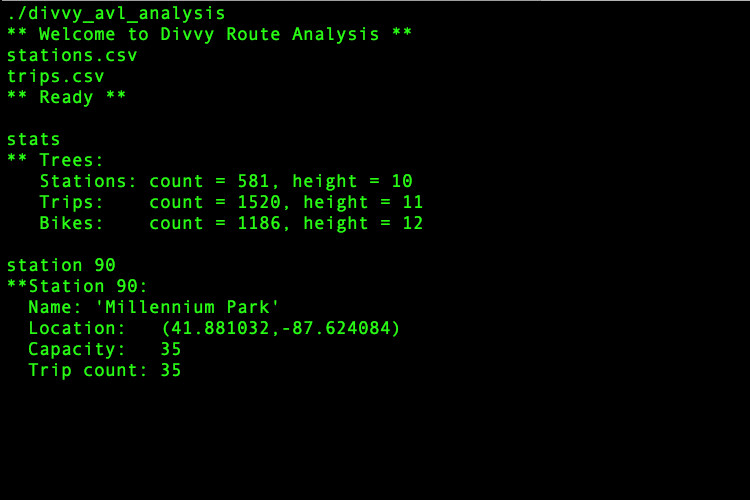 ./divvy_avl_analysis
** Welcome to Divvy Route Analysis **
stations.csv
trips.csv
** Ready **
stats
** Trees:
Stations: count = 581, height = 10
Trips: count = 1520, height = 11
Bikes: count = 1186, height = 12
station 90
**Station 90:
Name: 'Millennium Park'
Location: (41.881032,-87.624084)
Capacity: 35
Trip count: 35